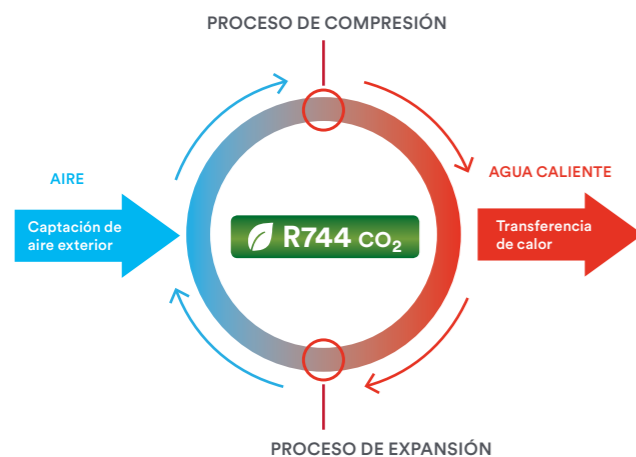 PROCESO DE COMPRESIÓN
AIRE
AGUA CALIENTE
Captación de
aire exterior
R744 CO₂
Transferencia
de calor
PROCESO DE EXPANSIÓN